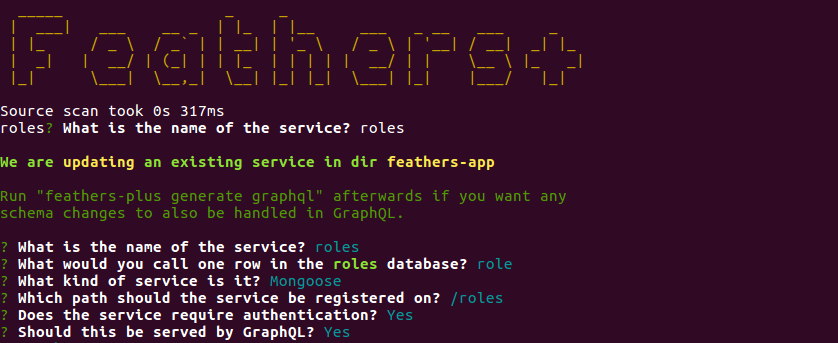 Feathers+
Source scan took 0s 317ms
roles? What is the name of the service? roles
We are updating an existing service in dir feathers-app
Run "feathers-plus generate graphql" afterwards if you want any
schema changes to also be handled in GraphQL.
? What is the name of the service? roles
? What would you call one row in the roles database? role
? What kind of service is it? Mongoose
? Which path should the service be registered on? /roles
? Does the service require authentication? Yes
? Should this be served by GraphQL? Yes